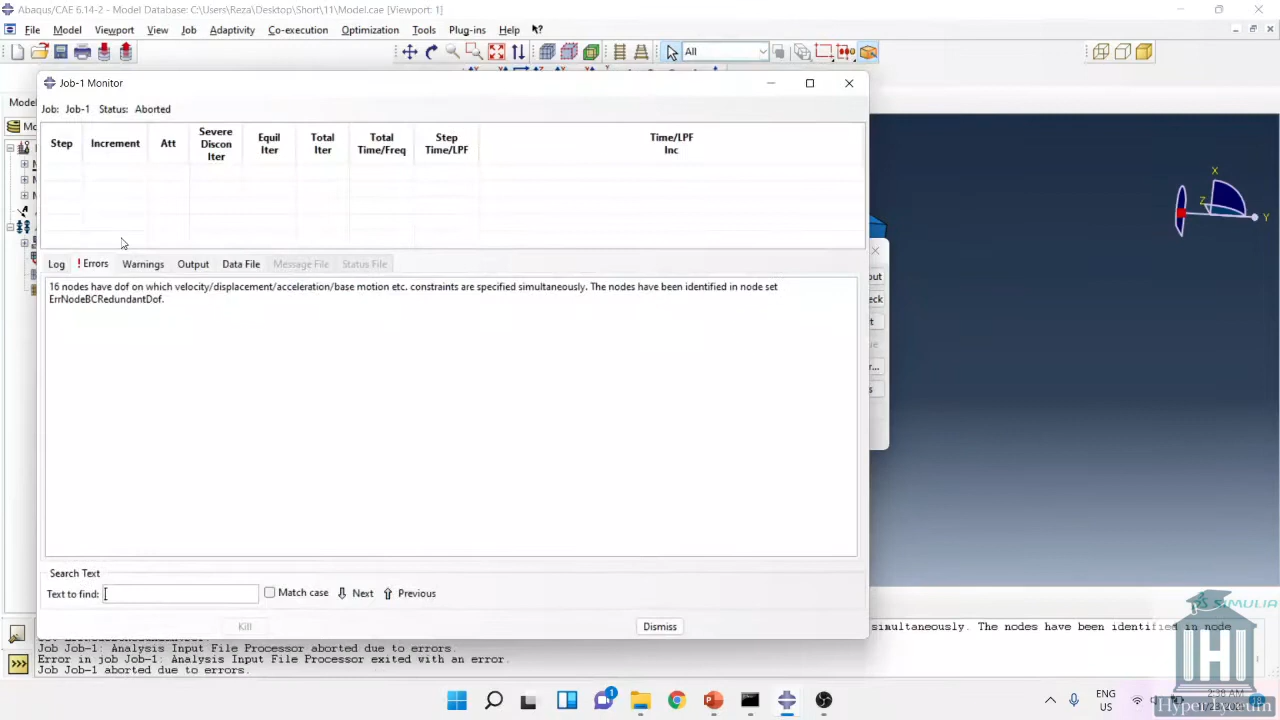 Abaqus/CAE 6.14-2 - Model Database: C:\Users\Reza\Desktop\Short\11\Model.cae [Viewport: 1]
File Model Viewport View Job Adaptivity Co-execution Optimization Tools Plug-ins Help
All
Job-1 Monitor
Mode
Job: Job-1 Status: Aborted
Step Increment Att Severe Discon Iter Equil Iter Total Iter Total Time/Freq Step Time/LPF Time/LPF Inc
X
Z
Y
Log ! Errors Warnings Output Data File Message File Status File
16 nodes have dof on which velocity/displacement/acceleration/base motion etc. constraints are specified simultaneously. The nodes have been identified in node set
ErrNodeBCRedundantDof.
Search Text
Text to find: Match case Next Previous
Kill Dismiss
SIMULIA
simultaneously. The nodes have been identified in node
Job Job-1: Analysis Input File Processor aborted due to errors.
Error in job Job-1: Analysis Input File Processor exited with an error.
Job Job-1 aborted due to errors.
>>>
1
ENG
US
2:38 AM
H
HyperLyceum